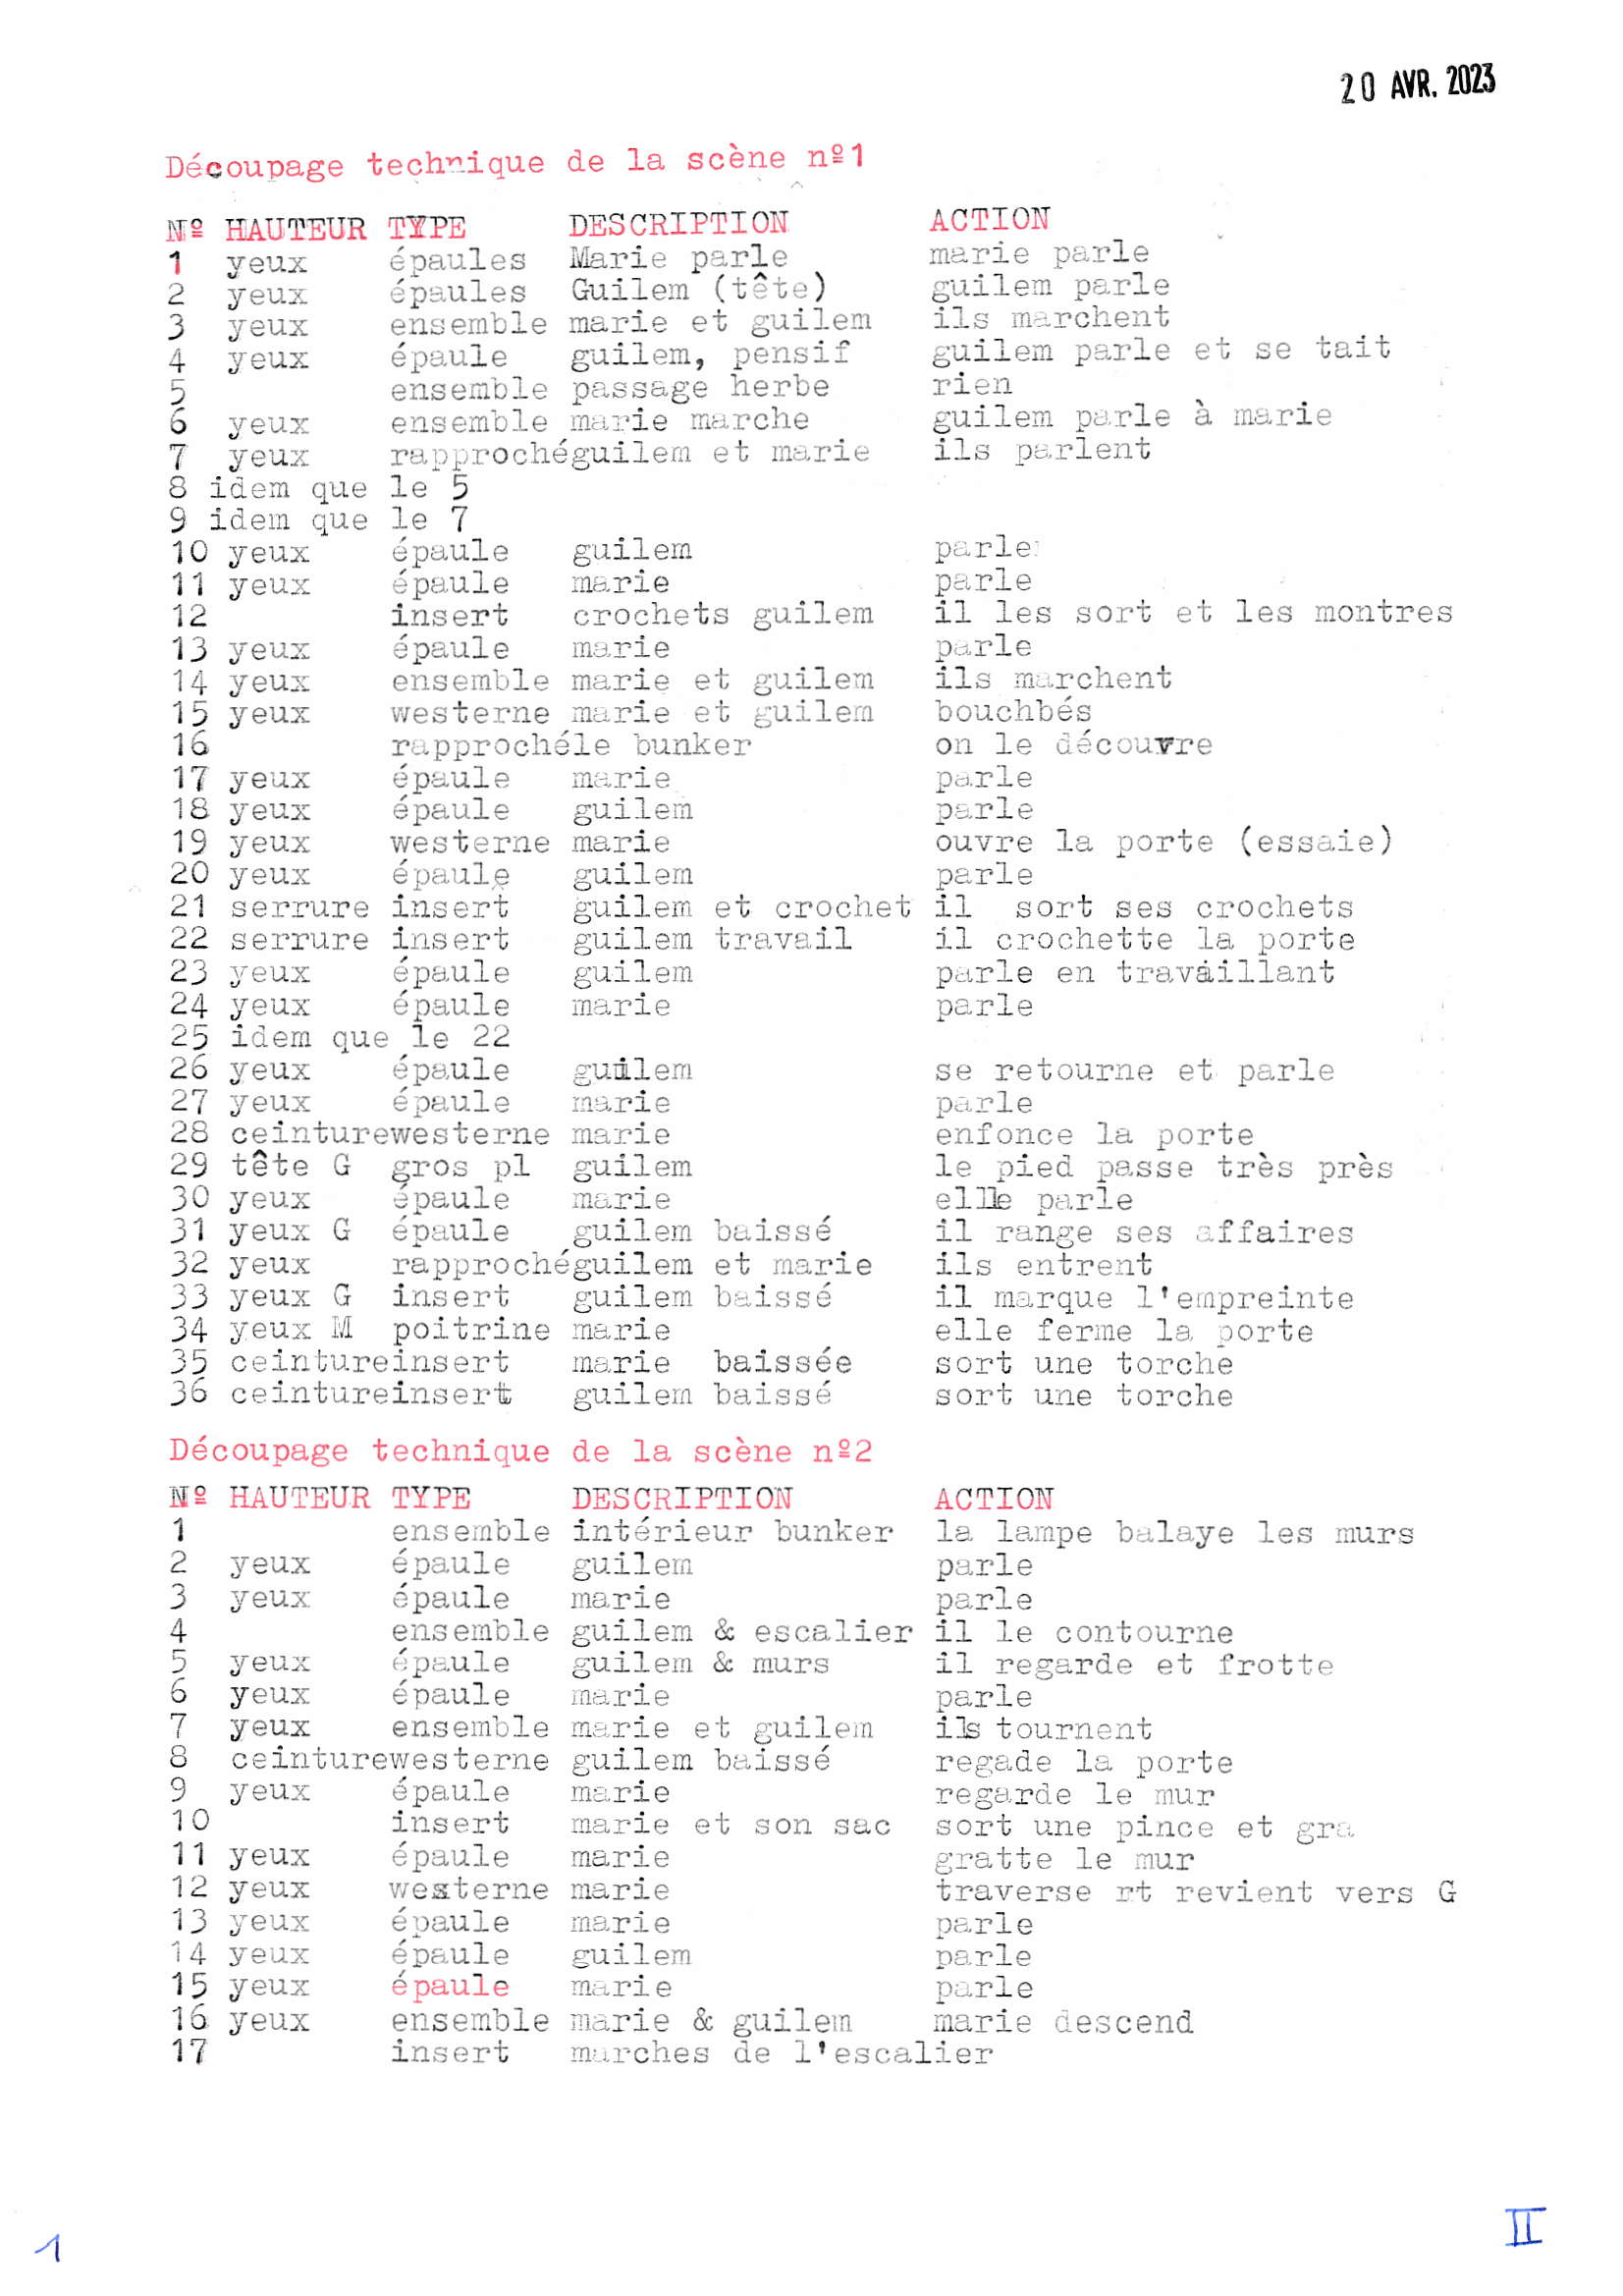 20 AVR. 2023
Découpage technique de la scène nº1
Nº HAUTEUR TYPE DESCRIPTION ACTION
1 yeux épaules Marie parle marie parle
2 yeux épaules Guilem (tête) guilem parle
3 yeux ensemble marie et guilem ils marchent
4 yeux épaule guilem, pensif guilem parle et se tait
5 ensemble passage herbe rien
6 yeux ensemble marie marche guilem parle à marie
7 yeux rapprochéguilem et marie ils parlent
8 idem que le 5
9 idem que le 7
10 yeux épaule guilem parle
11 yeux épaule marie parle
12 insert crochets guilem il les sort et les montres
13 yeux épaule marie parle
14 yeux ensemble marie et guilem ils marchent
15 yeux westerne marie et guilem bouchbés
16 rapprochéle bunker on le découvre
17 yeux épaule marie parle
18 yeux épaule guilem parle
19 yeux westerne marie ouvre la porte (essaie)
20 yeux épaule guilem parle
21 serrure insert guilem et crochet il sort ses crochets
22 serrure insert guilem travail il crochette la porte
23 yeux épaule guilem parle en travaillant
24 yeux épaule marie parle
25 idem que le 22
26 yeux épaule guilem se retourne et parle
27 yeux épaule marie parle
28 ceinturewesterne marie enfonce la porte
29 tête G gros pl guilem le pied passe très près
30 yeux épaule marie elle parle
31 yeux G épaule guilem baissé il range ses affaires
32 yeux rapprochéguilem et marie ils entrent
33 yeux G insert guilem baissé il marque l'empreinte
34 yeux M poitrine marie elle ferme la porte
35 ceintureinsert marie baissée sort une torche
36 ceintureinsert guilem baissé sort une torche
Découpage technique de la scène nº2
Nº HAUTEUR TYPE DESCRIPTION ACTION
1 ensemble intérieur bunker la lampe balaye les murs
2 yeux épaule guilem parle
3 yeux épaule marie parle
4 ensemble guilem & escalier il le contourne
5 yeux épaule guilem & murs il regarde et frotte
6 yeux épaule marie parle
7 yeux ensemble marie et guilem ils tournent
8 ceinturewesterne guilem baissé regade la porte
9 yeux épaule marie regarde le mur
10 insert marie et son sac sort une pince et gra
11 yeux épaule marie gratte le mur
12 yeux westerne marie traverse rt revient vers G
13 yeux épaule marie parle
14 yeux épaule guilem parle
15 yeux épaule marie parle
16 yeux ensemble marie & guilem marie descend
17 insert marches de l'escalier
1 II